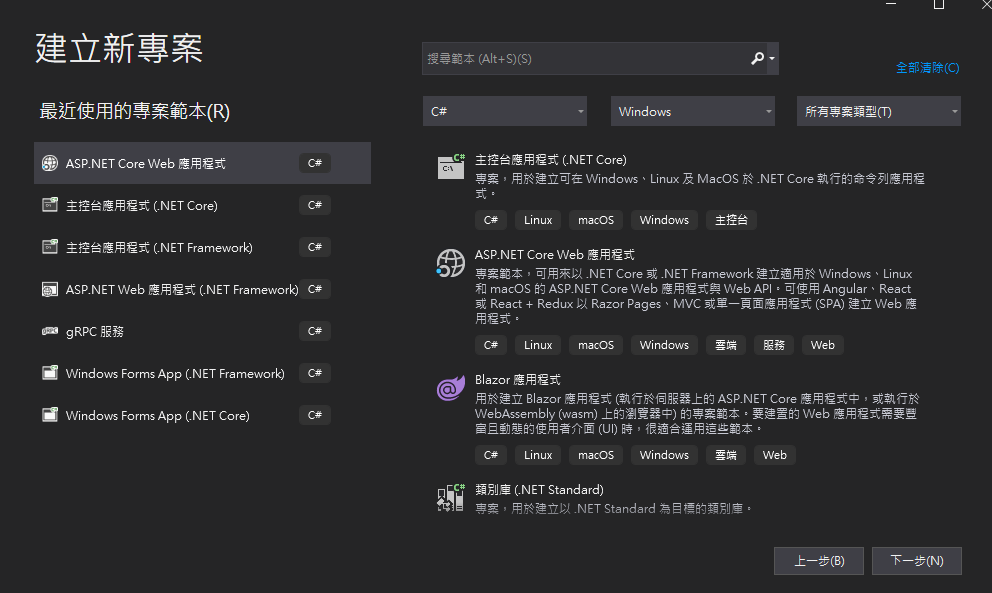 建立新專案
搜尋範本 (Alt+S)(S)
全部清除(C)
最近使用的專案範本(R)
C#
Windows
所有專案類型(T)
ASP.NET Core Web 應用程式
C#
主控台應用程式 (.NET Core)
C#
主控台應用程式 (.NET Framework)
C#
ASP.NET Web 應用程式 (.NET Framework)
C#
gRPC 服務
C#
Windows Forms App (.NET Framework)
C#
Windows Forms App (.NET Core)
C#
主控台應用程式 (.NET Core)
專案，用於建立可在 Windows、Linux 及 MacOS 於 .NET Core 執行的命令列應用程
式。
C# Linux macOS Windows 主控台
ASP.NET Core Web 應用程式
專案範本，可用來以 .NET Core 或 .NET Framework 建立適用於 Windows、Linux
和 macOS 的 ASP.NET Core Web 應用程式與 Web API。可使用 Angular、React
或 React + Redux 以 Razor Pages、MVC 或單一頁面應用程式 (SPA) 建立 Web 應
用程式。
C# Linux macOS Windows 雲端 服務 Web
Blazor 應用程式
用於建立 Blazor 應用程式 (執行於伺服器上的 ASP.NET Core 應用程式中，或執行於
WebAssembly (wasm) 上的瀏覽器中) 的專案範本。要建置的 Web 應用程式需要豐
富且動態的使用者介面 (UI) 時，很適合運用這些範本。
C# Linux macOS Windows 雲端 Web
類別庫 (.NET Standard)
專案，用於建立以 .NET Standard 為目標的類別庫。
上一步(B)
下一步(N)